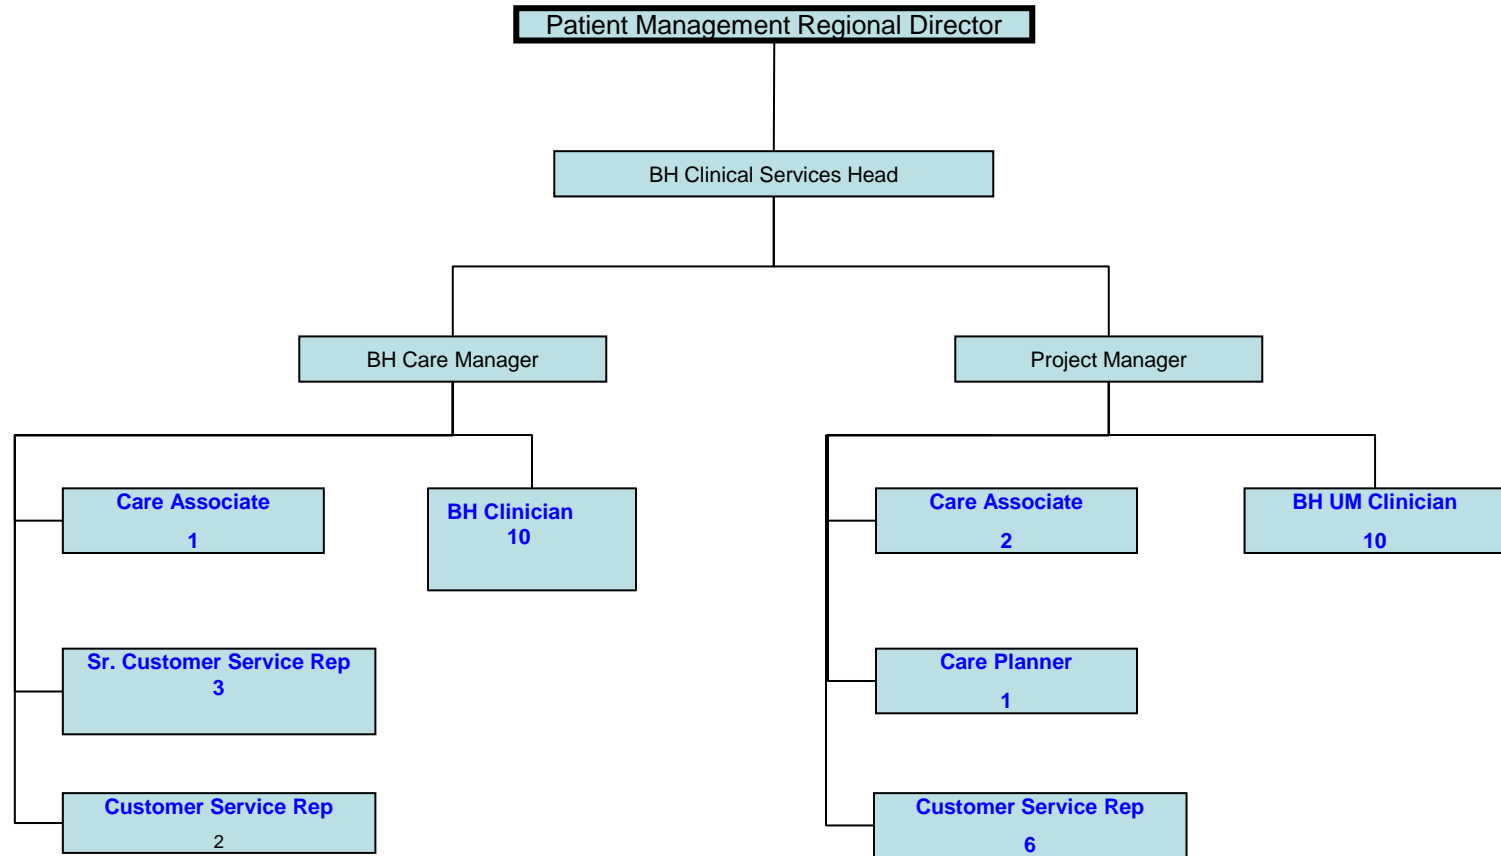 Patient Management Regional Director
BH Clinical Services Head
BH Care Manager
Project Manager
Care Associate
1
BH Clinician
10
Care Associate
2
BH UM Clinician
10
Sr. Customer Service Rep
3
Care Planner
1
Customer Service Rep
2
Customer Service Rep
6